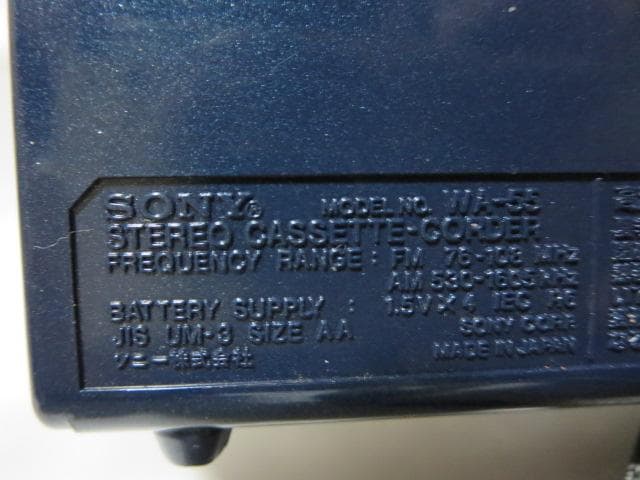 SONY® MODEL NO. WA-55
STEREO CASSETTE-CORDER
FREQUENCY RANGE : FM 76-108 MHz
AM 530-1605 kHz
BATTERY SUPPLY : 1.5V × 4 IEC R6
JIS UM-3 SIZE AA SONY CORP.
ソニー株式会社 MADE IN JAPAN